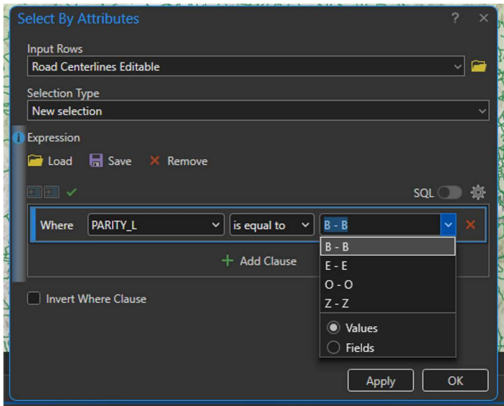 Select By Attributes ? ×
Input Rows
Road Centerlines Editable
Selection Type
New selection
Expression
Load Save × Remove
SQL
Where PARITY_L is equal to B - B ×
B - B
+ Add Clause
E - E
O - O
Invert Where Clause
Z - Z
Values
Fields
Apply OK